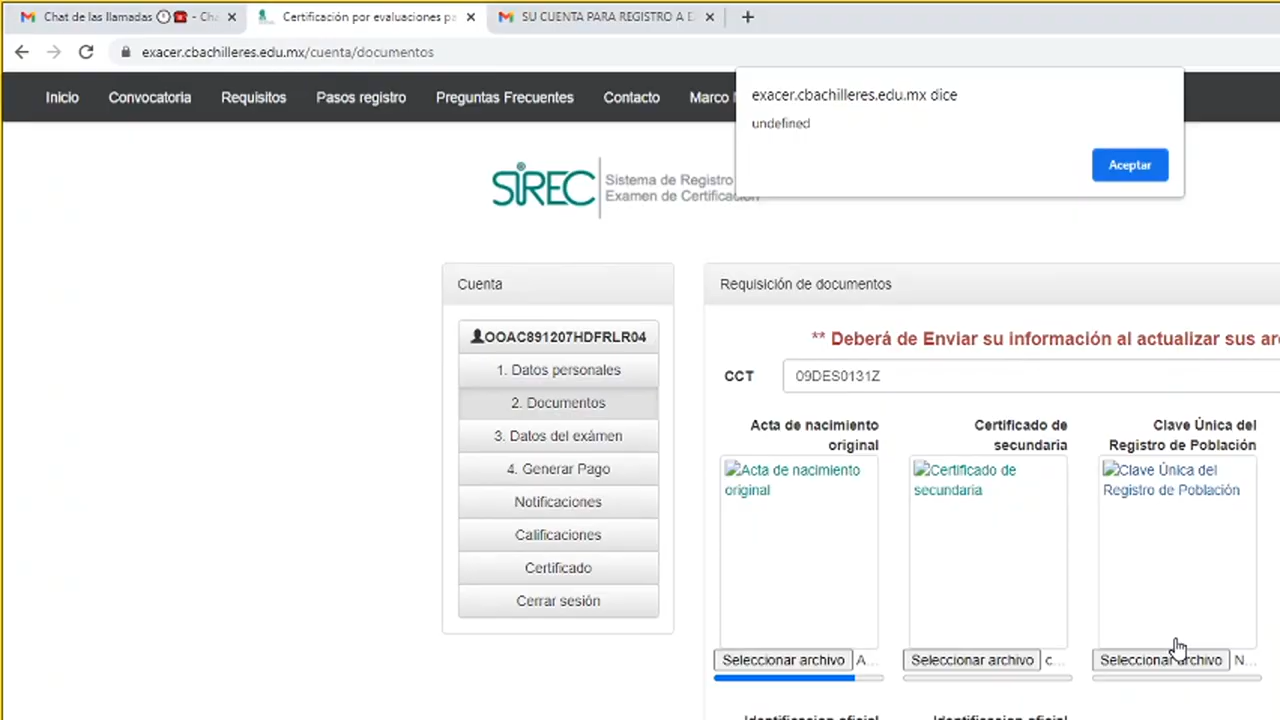 Chat de las llamadas - Cha
Certificación por evaluaciones pa
SU CUENTA PARA REGISTRO A E
exacer.cbachilleres.edu.mx/cuenta/documentos
Inicio
Convocatoria
Requisitos
Pasos registro
Preguntas Frecuentes
Contacto
Marco
exacer.cbachilleres.edu.mx dice
undefined
Aceptar
SIREC
Sistema de Registro
Examen de Certificación
Cuenta
OOAC891207HDFRLR04
1. Datos personales
2. Documentos
3. Datos del exámen
4. Generar Pago
Notificaciones
Calificaciones
Certificado
Cerrar sesión
Requisición de documentos
** Deberá de Enviar su información al actualizar sus ar
CCT
09DES0131Z
Acta de nacimiento
original
Certificado de
secundaria
Clave Única del
Registro de Población
Acta de nacimiento
original
Certificado de
secundaria
Clave Única del
Registro de Población
Seleccionar archivo A...
Seleccionar archivo c...
Seleccionar archivo N...
Identificacion oficial
Identificacion oficial